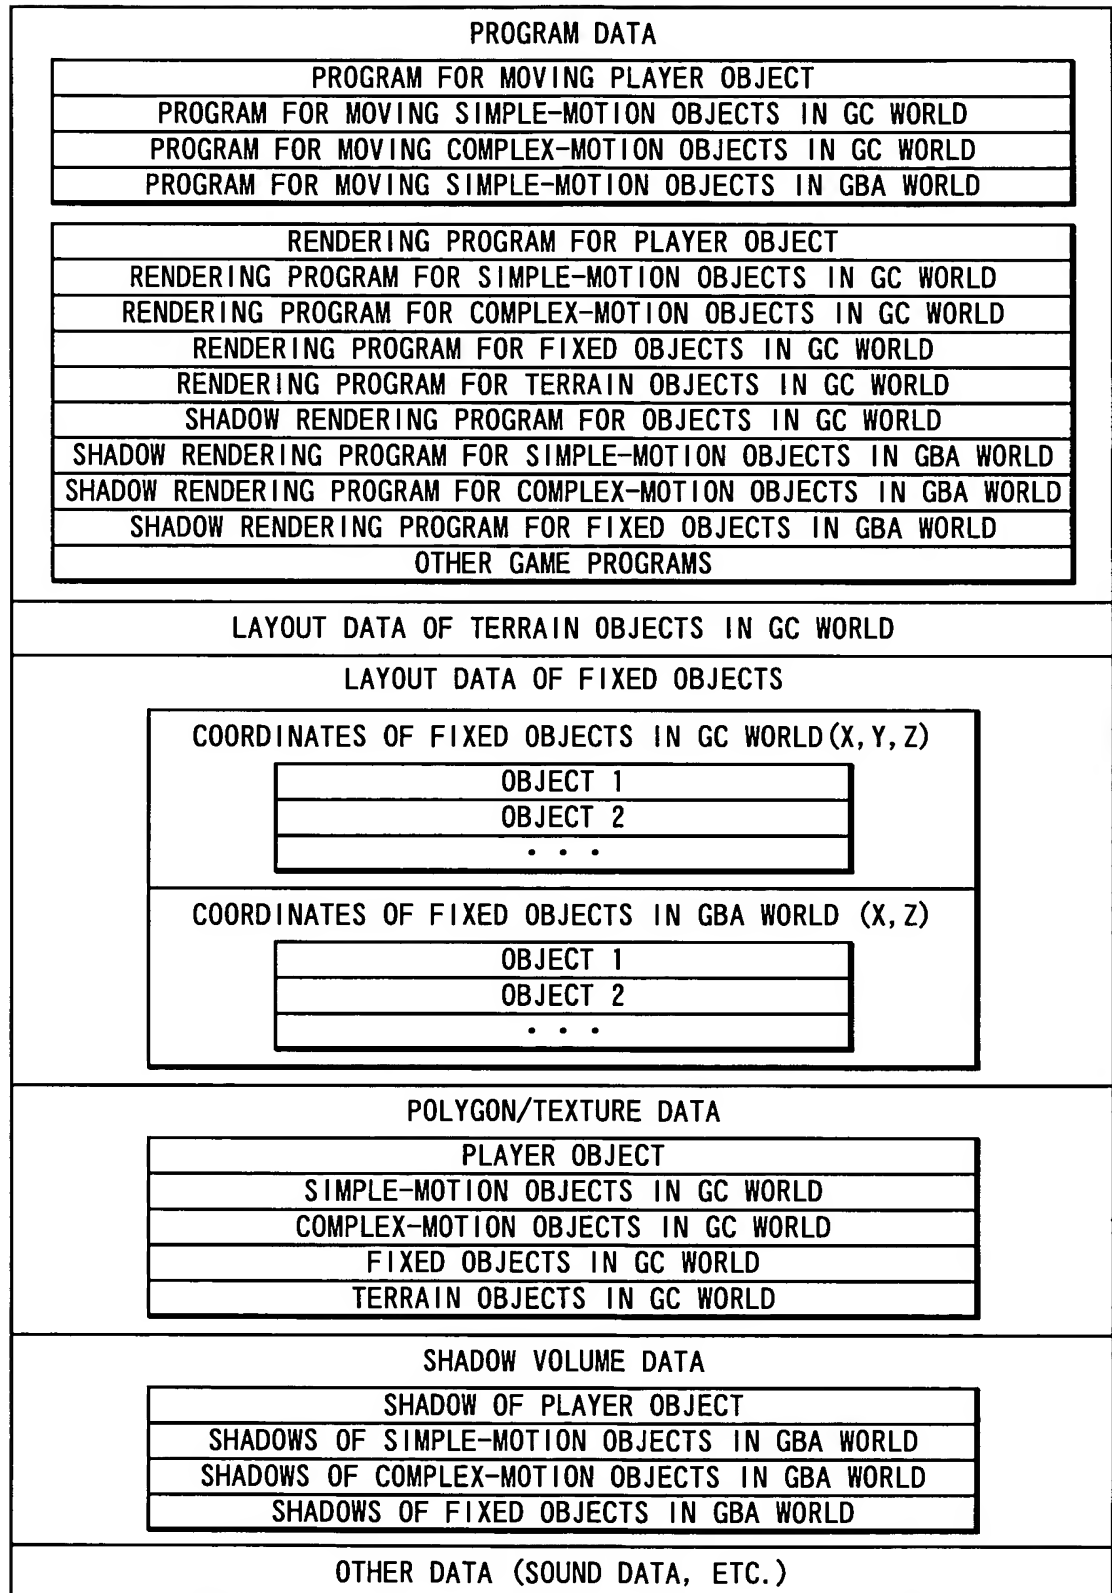 PROGRAM DATA
PROGRAM FOR MOVING PLAYER OBJECT
PROGRAM FOR MOVING SIMPLE-MOTION OBJECTS IN GC WORLD
PROGRAM FOR MOVING COMPLEX-MOTION OBJECTS IN GC WORLD
PROGRAM FOR MOVING SIMPLE-MOTION OBJECTS IN GBA WORLD
RENDERING PROGRAM FOR PLAYER OBJECT
RENDERING PROGRAM FOR SIMPLE-MOTION OBJECTS IN GC WORLD
RENDERING PROGRAM FOR COMPLEX-MOTION OBJECTS IN GC WORLD
RENDERING PROGRAM FOR FIXED OBJECTS IN GC WORLD
RENDERING PROGRAM FOR TERRAIN OBJECTS IN GC WORLD
SHADOW RENDERING PROGRAM FOR OBJECTS IN GC WORLD
SHADOW RENDERING PROGRAM FOR SIMPLE-MOTION OBJECTS IN GBA WORLD
SHADOW RENDERING PROGRAM FOR COMPLEX-MOTION OBJECTS IN GBA WORLD
SHADOW RENDERING PROGRAM FOR FIXED OBJECTS IN GBA WORLD
OTHER GAME PROGRAMS
LAYOUT DATA OF TERRAIN OBJECTS IN GC WORLD
LAYOUT DATA OF FIXED OBJECTS
COORDINATES OF FIXED OBJECTS IN GC WORLD(X,Y,Z)
OBJECT 1
OBJECT 2
· · ·
COORDINATES OF FIXED OBJECTS IN GBA WORLD (X,Z)
OBJECT 1
OBJECT 2
· · ·
POLYGON/TEXTURE DATA
PLAYER OBJECT
SIMPLE-MOTION OBJECTS IN GC WORLD
COMPLEX-MOTION OBJECTS IN GC WORLD
FIXED OBJECTS IN GC WORLD
TERRAIN OBJECTS IN GC WORLD
SHADOW VOLUME DATA
SHADOW OF PLAYER OBJECT
SHADOWS OF SIMPLE-MOTION OBJECTS IN GBA WORLD
SHADOWS OF COMPLEX-MOTION OBJECTS IN GBA WORLD
SHADOWS OF FIXED OBJECTS IN GBA WORLD
OTHER DATA (SOUND DATA, ETC.)